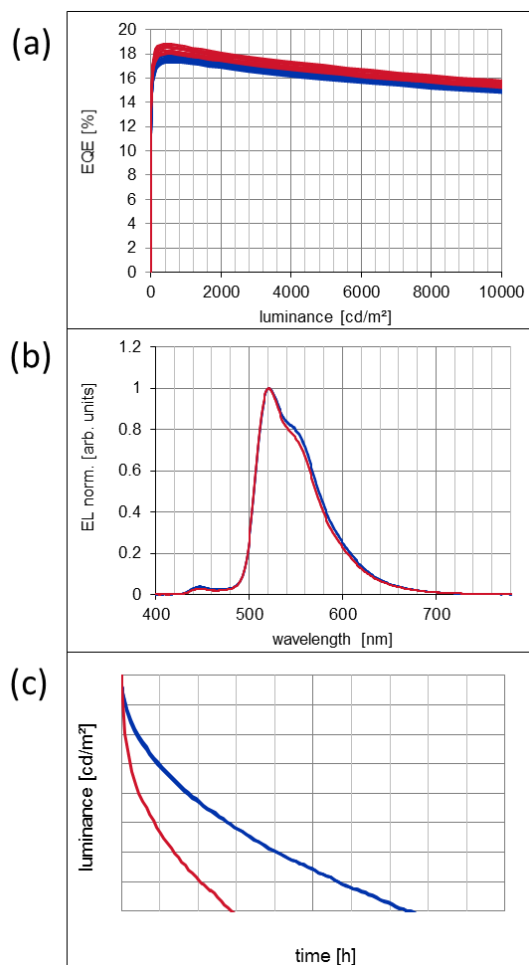 (a)
EQE [%]
20
18
16
14
12
10
8
6
4
2
0
0 2000 4000 6000 8000 10000
luminance [cd/m²]
(b)
EL norm. [arb. units]
1.2
1
0.8
0.6
0.4
0.2
0
400 500 600 700
wavelength [nm]
(c)
luminance [cd/m²]
time [h]